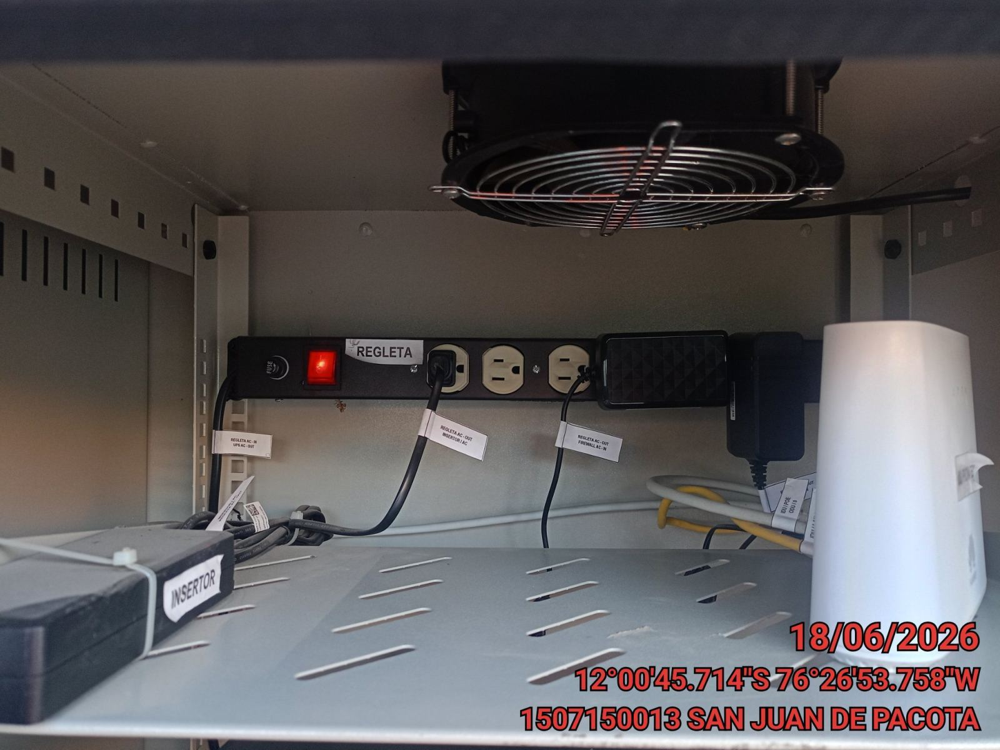 FUSE
REGLETA
REGLETA AC - IN
UPS AC - OUT
REGLETA AC - OUT
INSERTOR / AC
REGLETA AC - OUT
FIREWALL AC - IN
IDU / POE
ODU / 0
INSERTOR
18/06/2026
12°00'45.714"S 76°26'53.758"W
1507150013 SAN JUAN DE PACOTA